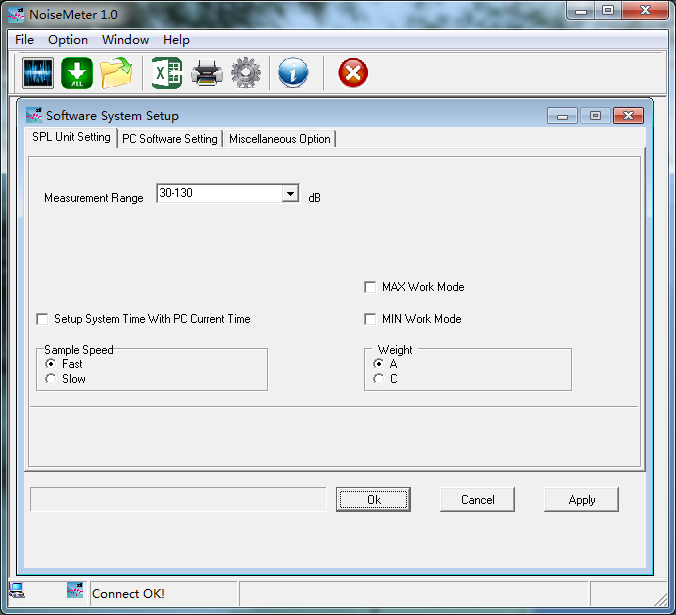 NoiseMeter 1.0
File Option Window Help
ALL
X
i
Software System Setup
SPL Unit Setting PC Software Setting Miscellaneous Option
Measurement Range 30-130 dB
MAX Work Mode
Setup System Time With PC Current Time MIN Work Mode
Sample Speed Weight
Fast A
Slow C
Ok Cancel Apply
Connect OK!